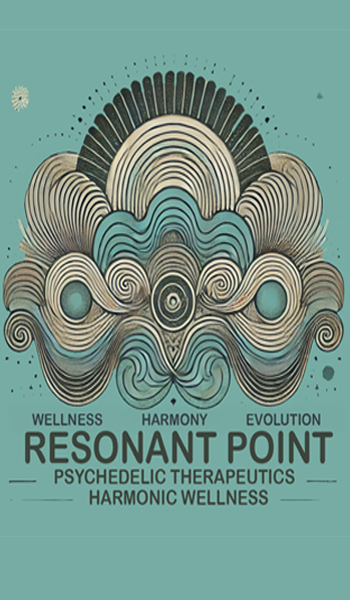 WELLNESS HARMONY EVOLUTION
RESONANT POINT
PSYCHEDELIC THERAPEUTICS
HARMONIC WELLNESS